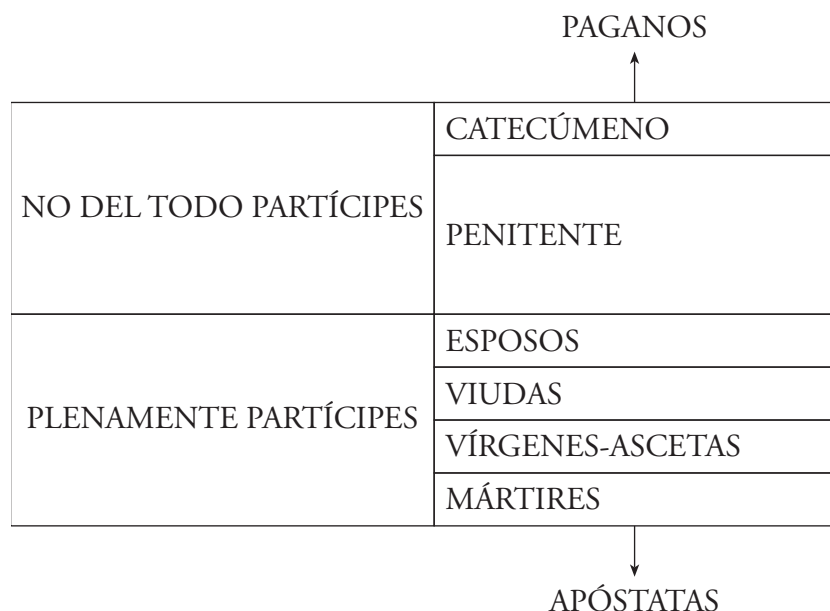 PAGANOS
CATECÚMENO
NO DEL TODO PARTÍCIPES
PENITENTE
ESPOSOS
VIUDAS
PLENAMENTE PARTÍCIPES
VÍRGENES-ASCETAS
MÁRTIRES
APÓSTATAS